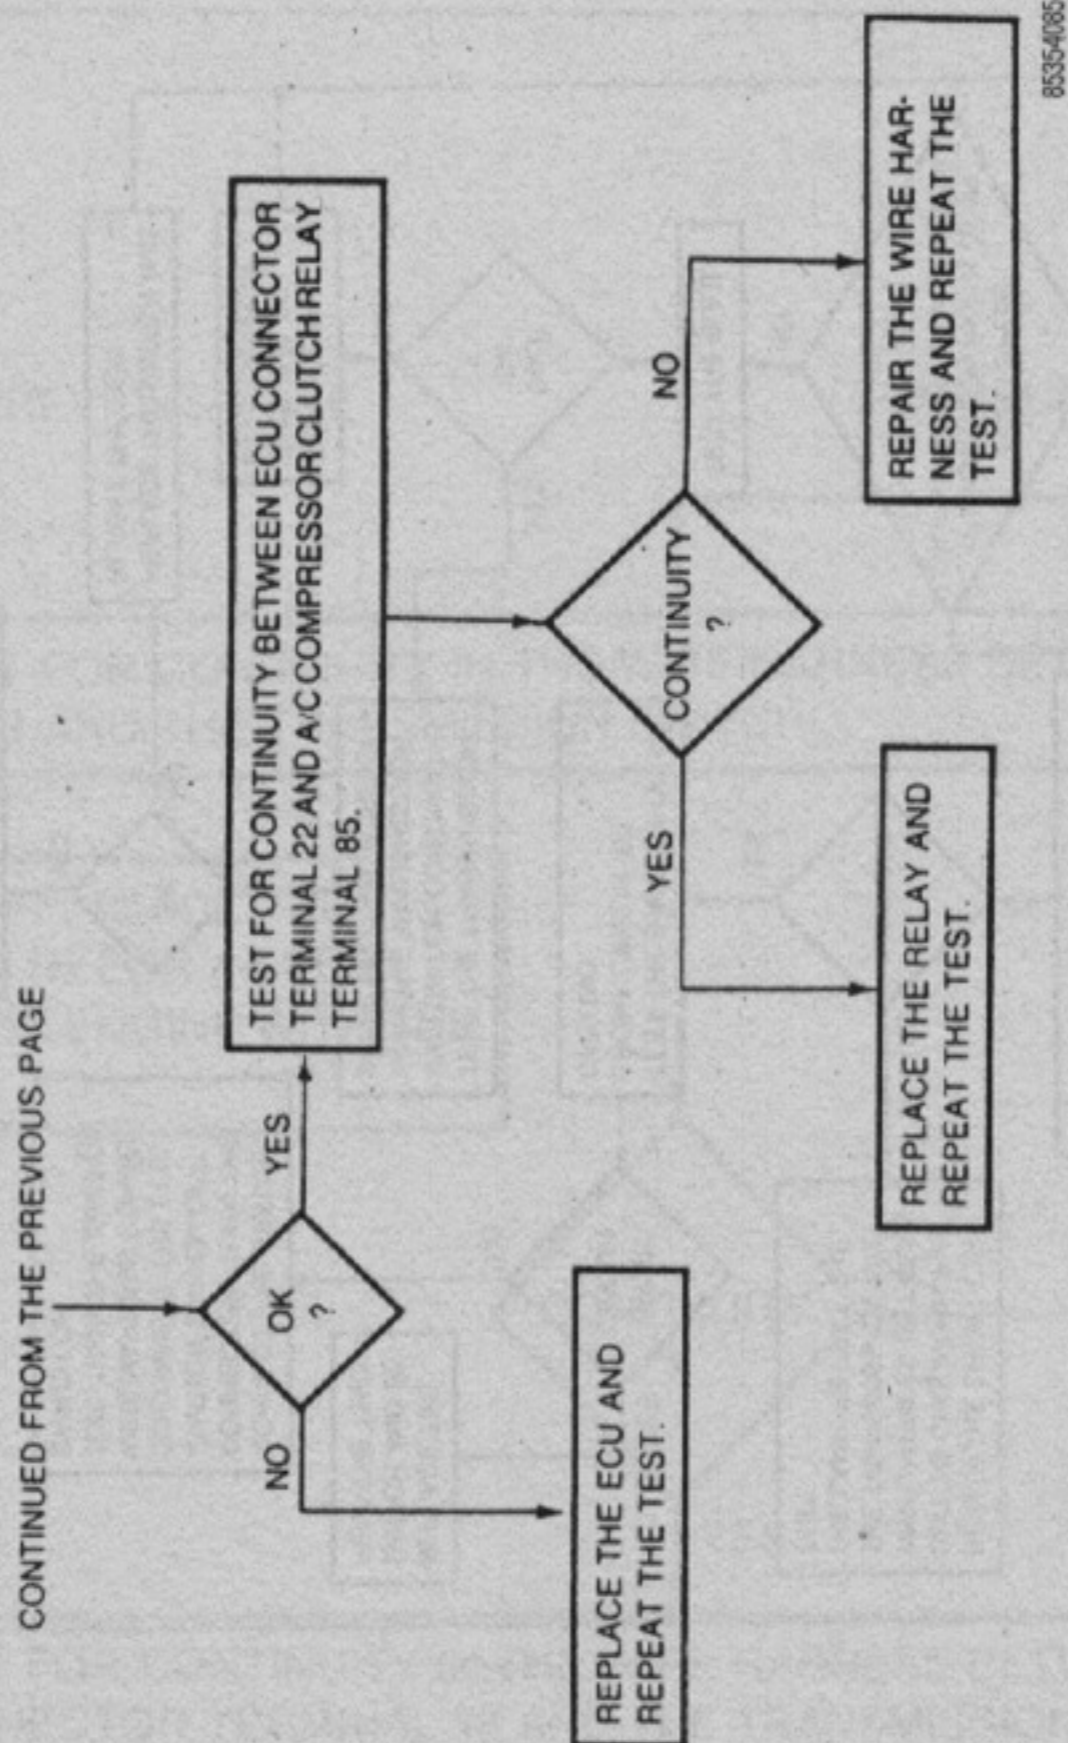 CONTINUED FROM THE PREVIOUS PAGE
OK
?
NO
YES
REPLACE THE ECU AND
REPEAT THE TEST.
TEST FOR CONTINUITY BETWEEN ECU CONNECTOR
TERMINAL 22 AND A/C COMPRESSOR CLUTCH RELAY
TERMINAL 85.
CONTINUITY
?
YES
NO
REPLACE THE RELAY AND
REPEAT THE TEST.
REPAIR THE WIRE HAR-
NESS AND REPEAT THE
TEST.
85354085